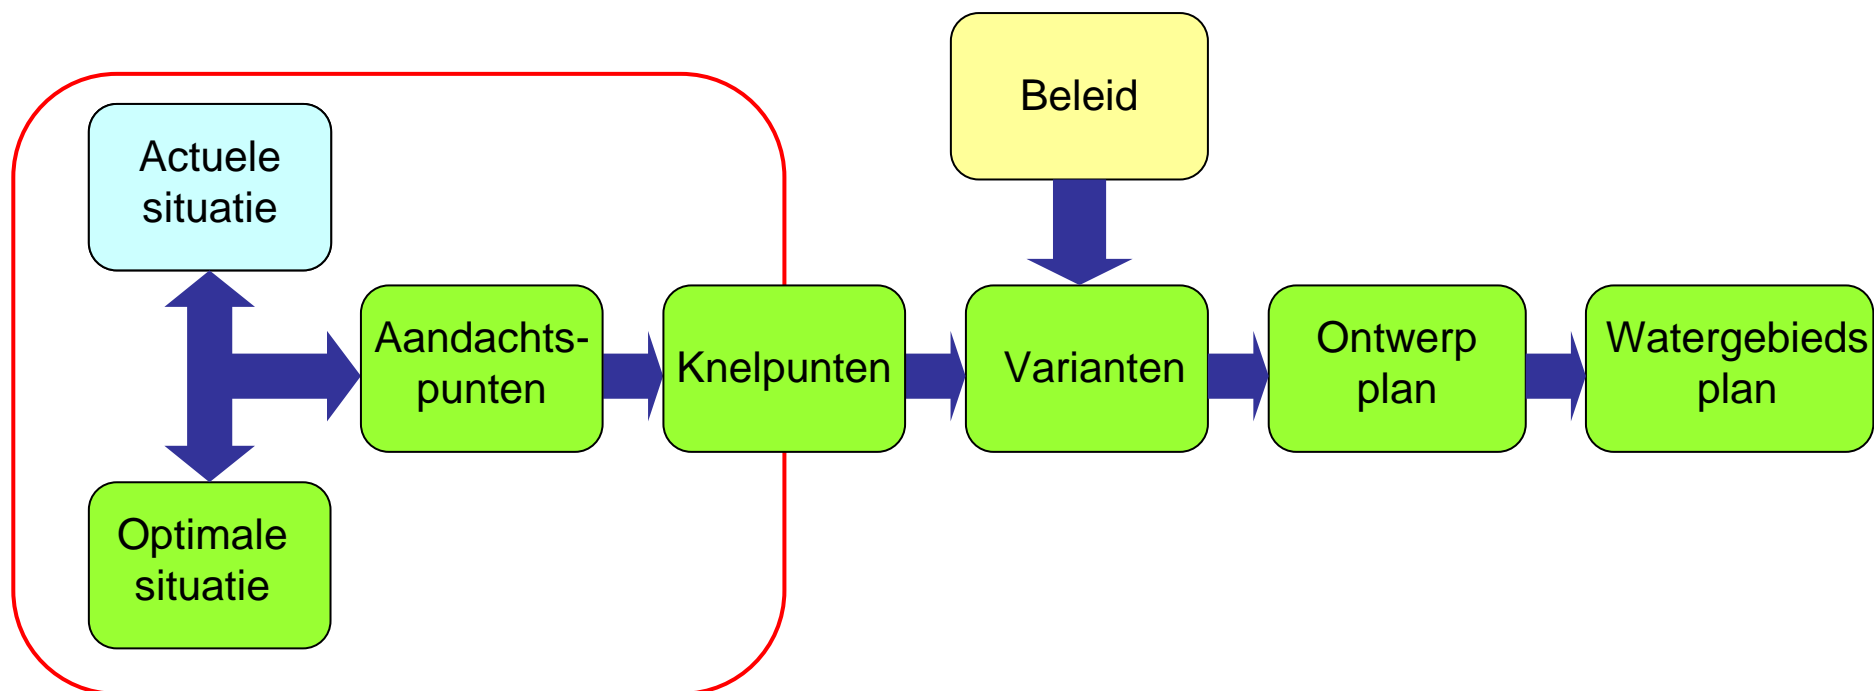 Beleid
Actuele
situatie
Aandachts-
punten
Knelpunten
Varianten
Ontwerp
plan
Watergebieds
plan
Optimale
situatie